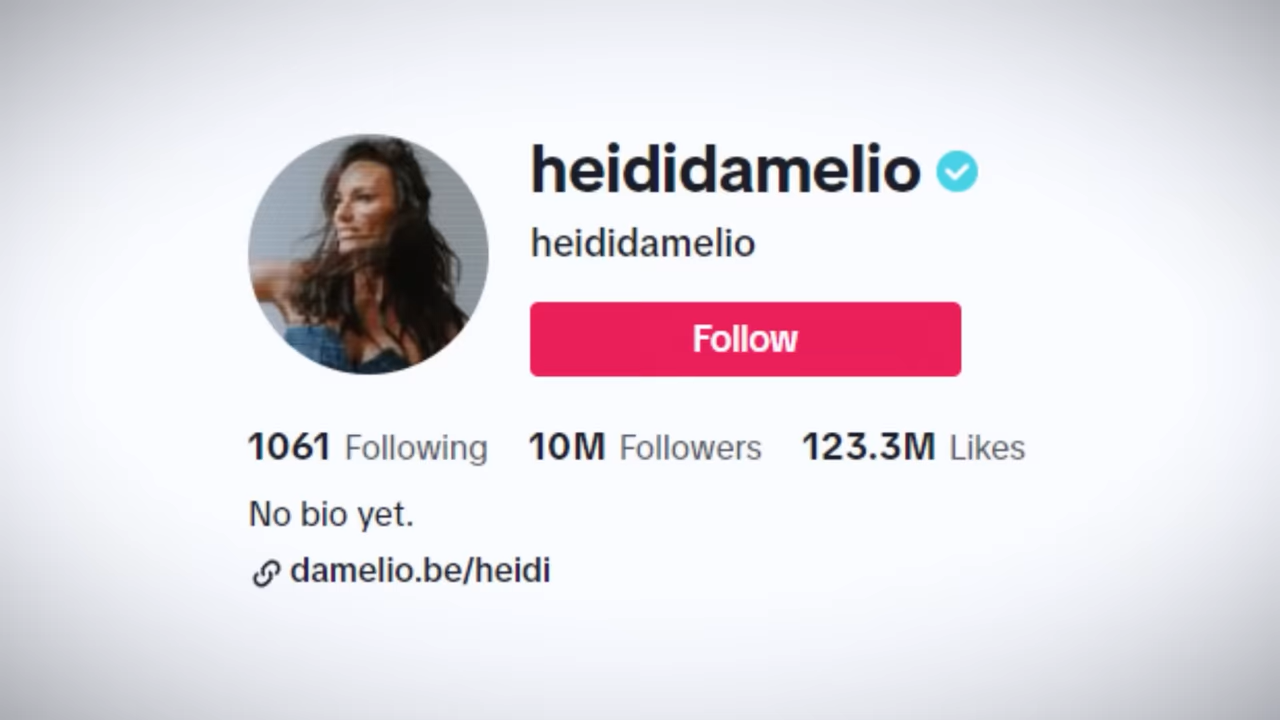 heididamelio
heididamelio
Follow
1061 Following 10M Followers 123.3M Likes
No bio yet.
damelio.be/heidi